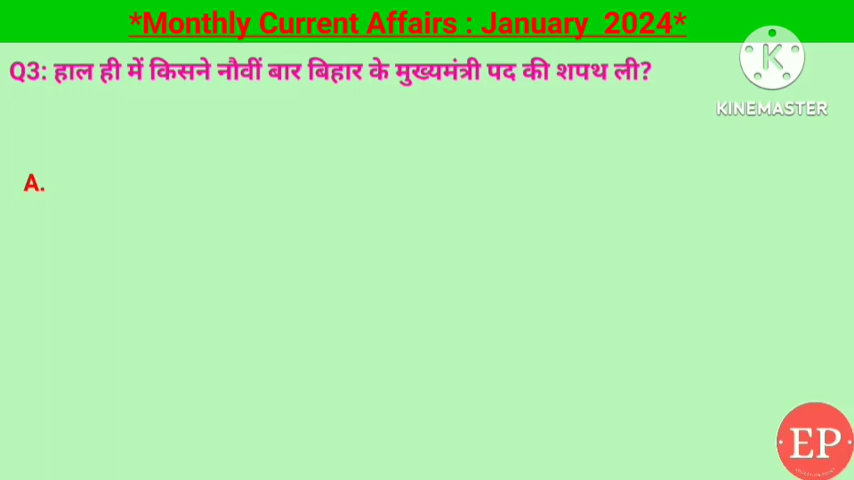 *Monthly Current Affairs : January 2024*
Q3: हाल ही में किसने नौवीं बार बिहार के मुख्यमंत्री पद की शपथ ली?
KINEMASTER
A.
EP